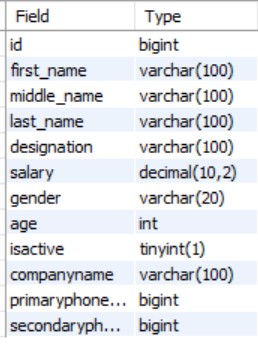 Field Type
id bigint
first_name varchar(100)
middle_name varchar(100)
last_name varchar(100)
designation varchar(100)
salary decimal(10,2)
gender varchar(20)
age int
isactive tinyint(1)
companyname varchar(100)
primaryphone... bigint
secondaryph... bigint